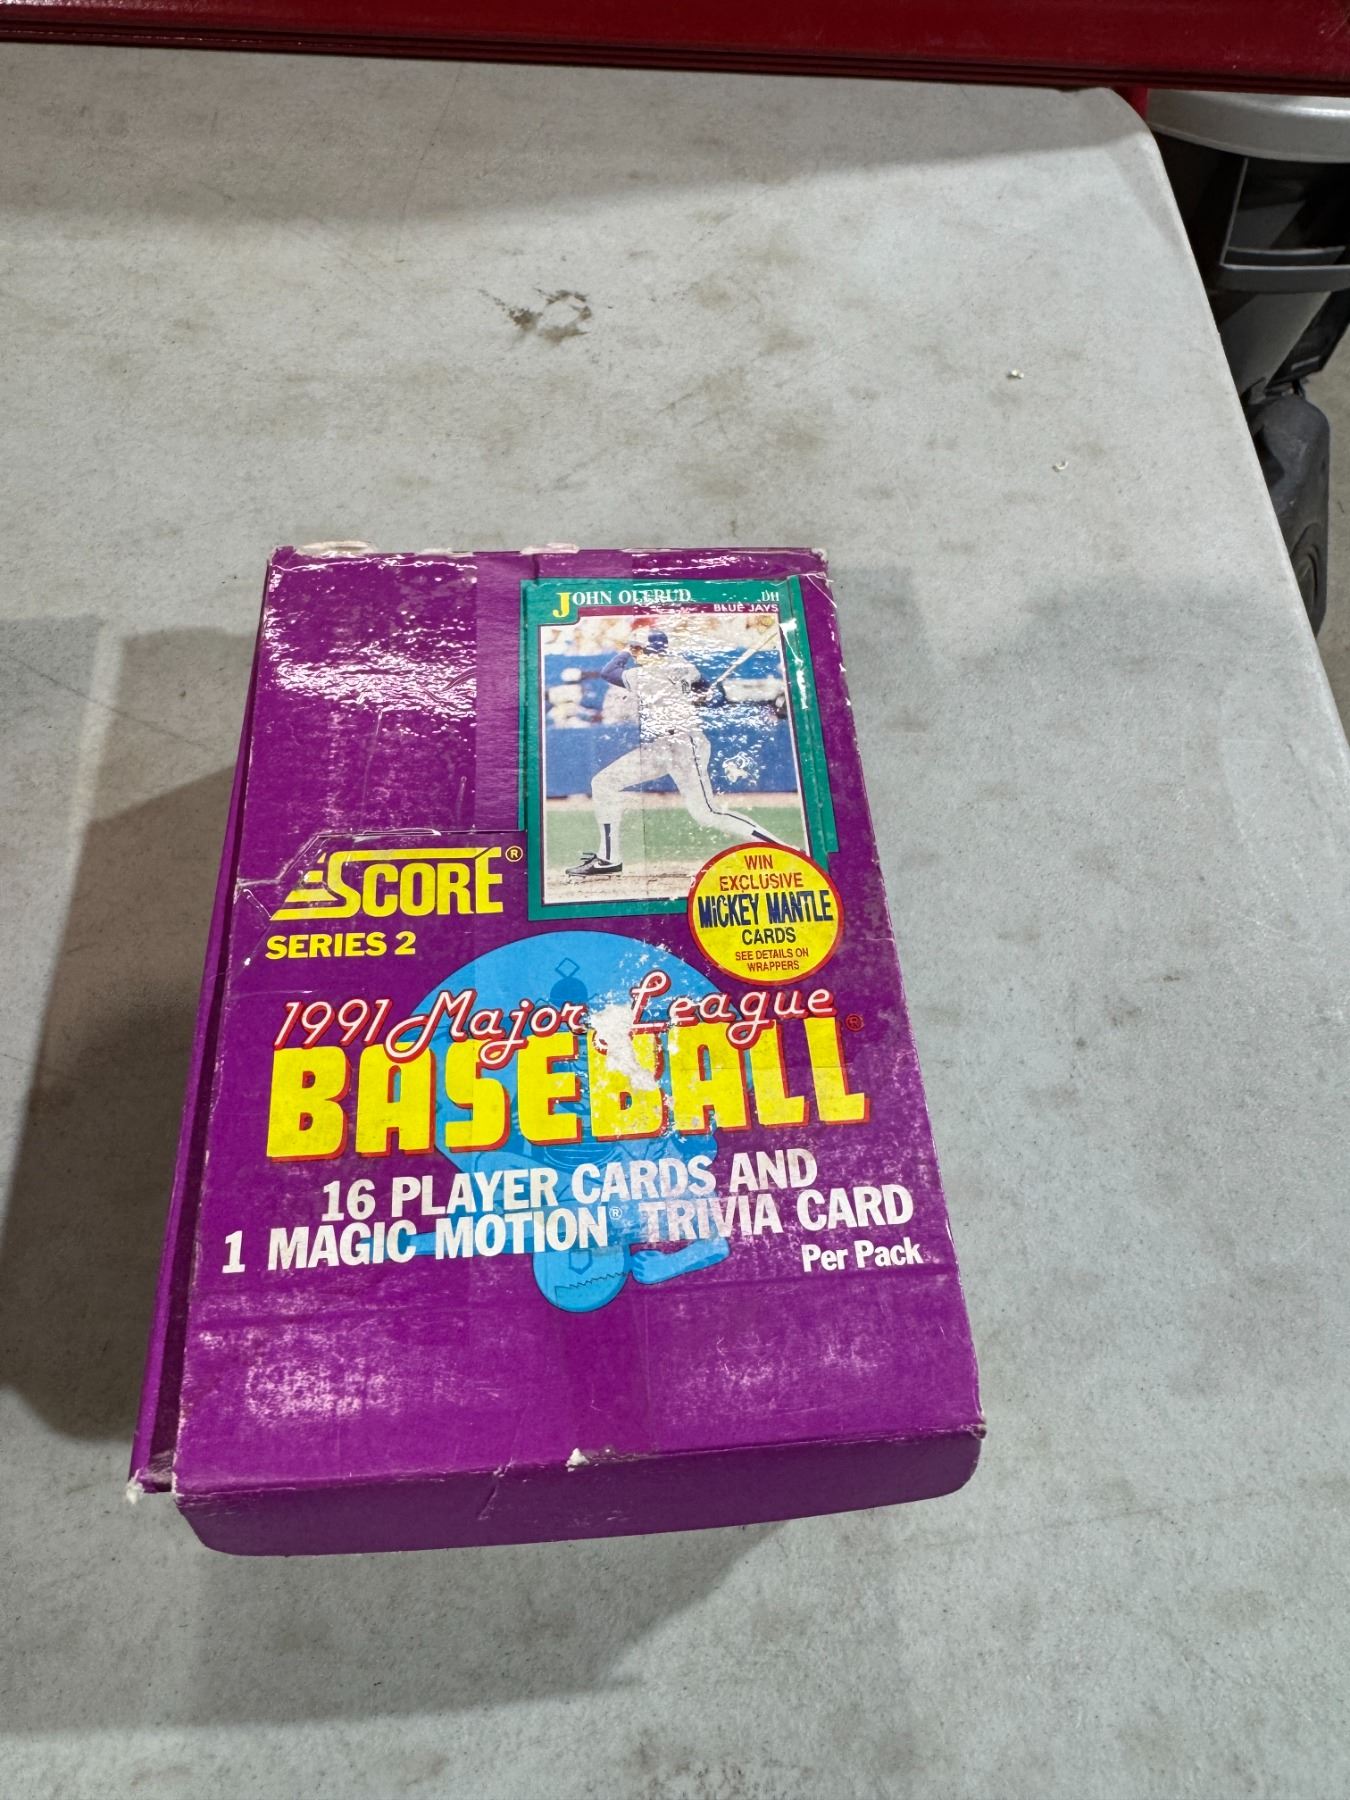 JOHN OLERUD DH
BLUE JAYS
SCORE®
SERIES 2
WIN
EXCLUSIVE
MICKEY MANTLE
CARDS
SEE DETAILS ON
WRAPPERS
1991 Major League
BASEBALL®
16 PLAYER CARDS AND
1 MAGIC MOTION® TRIVIA CARD
Per Pack